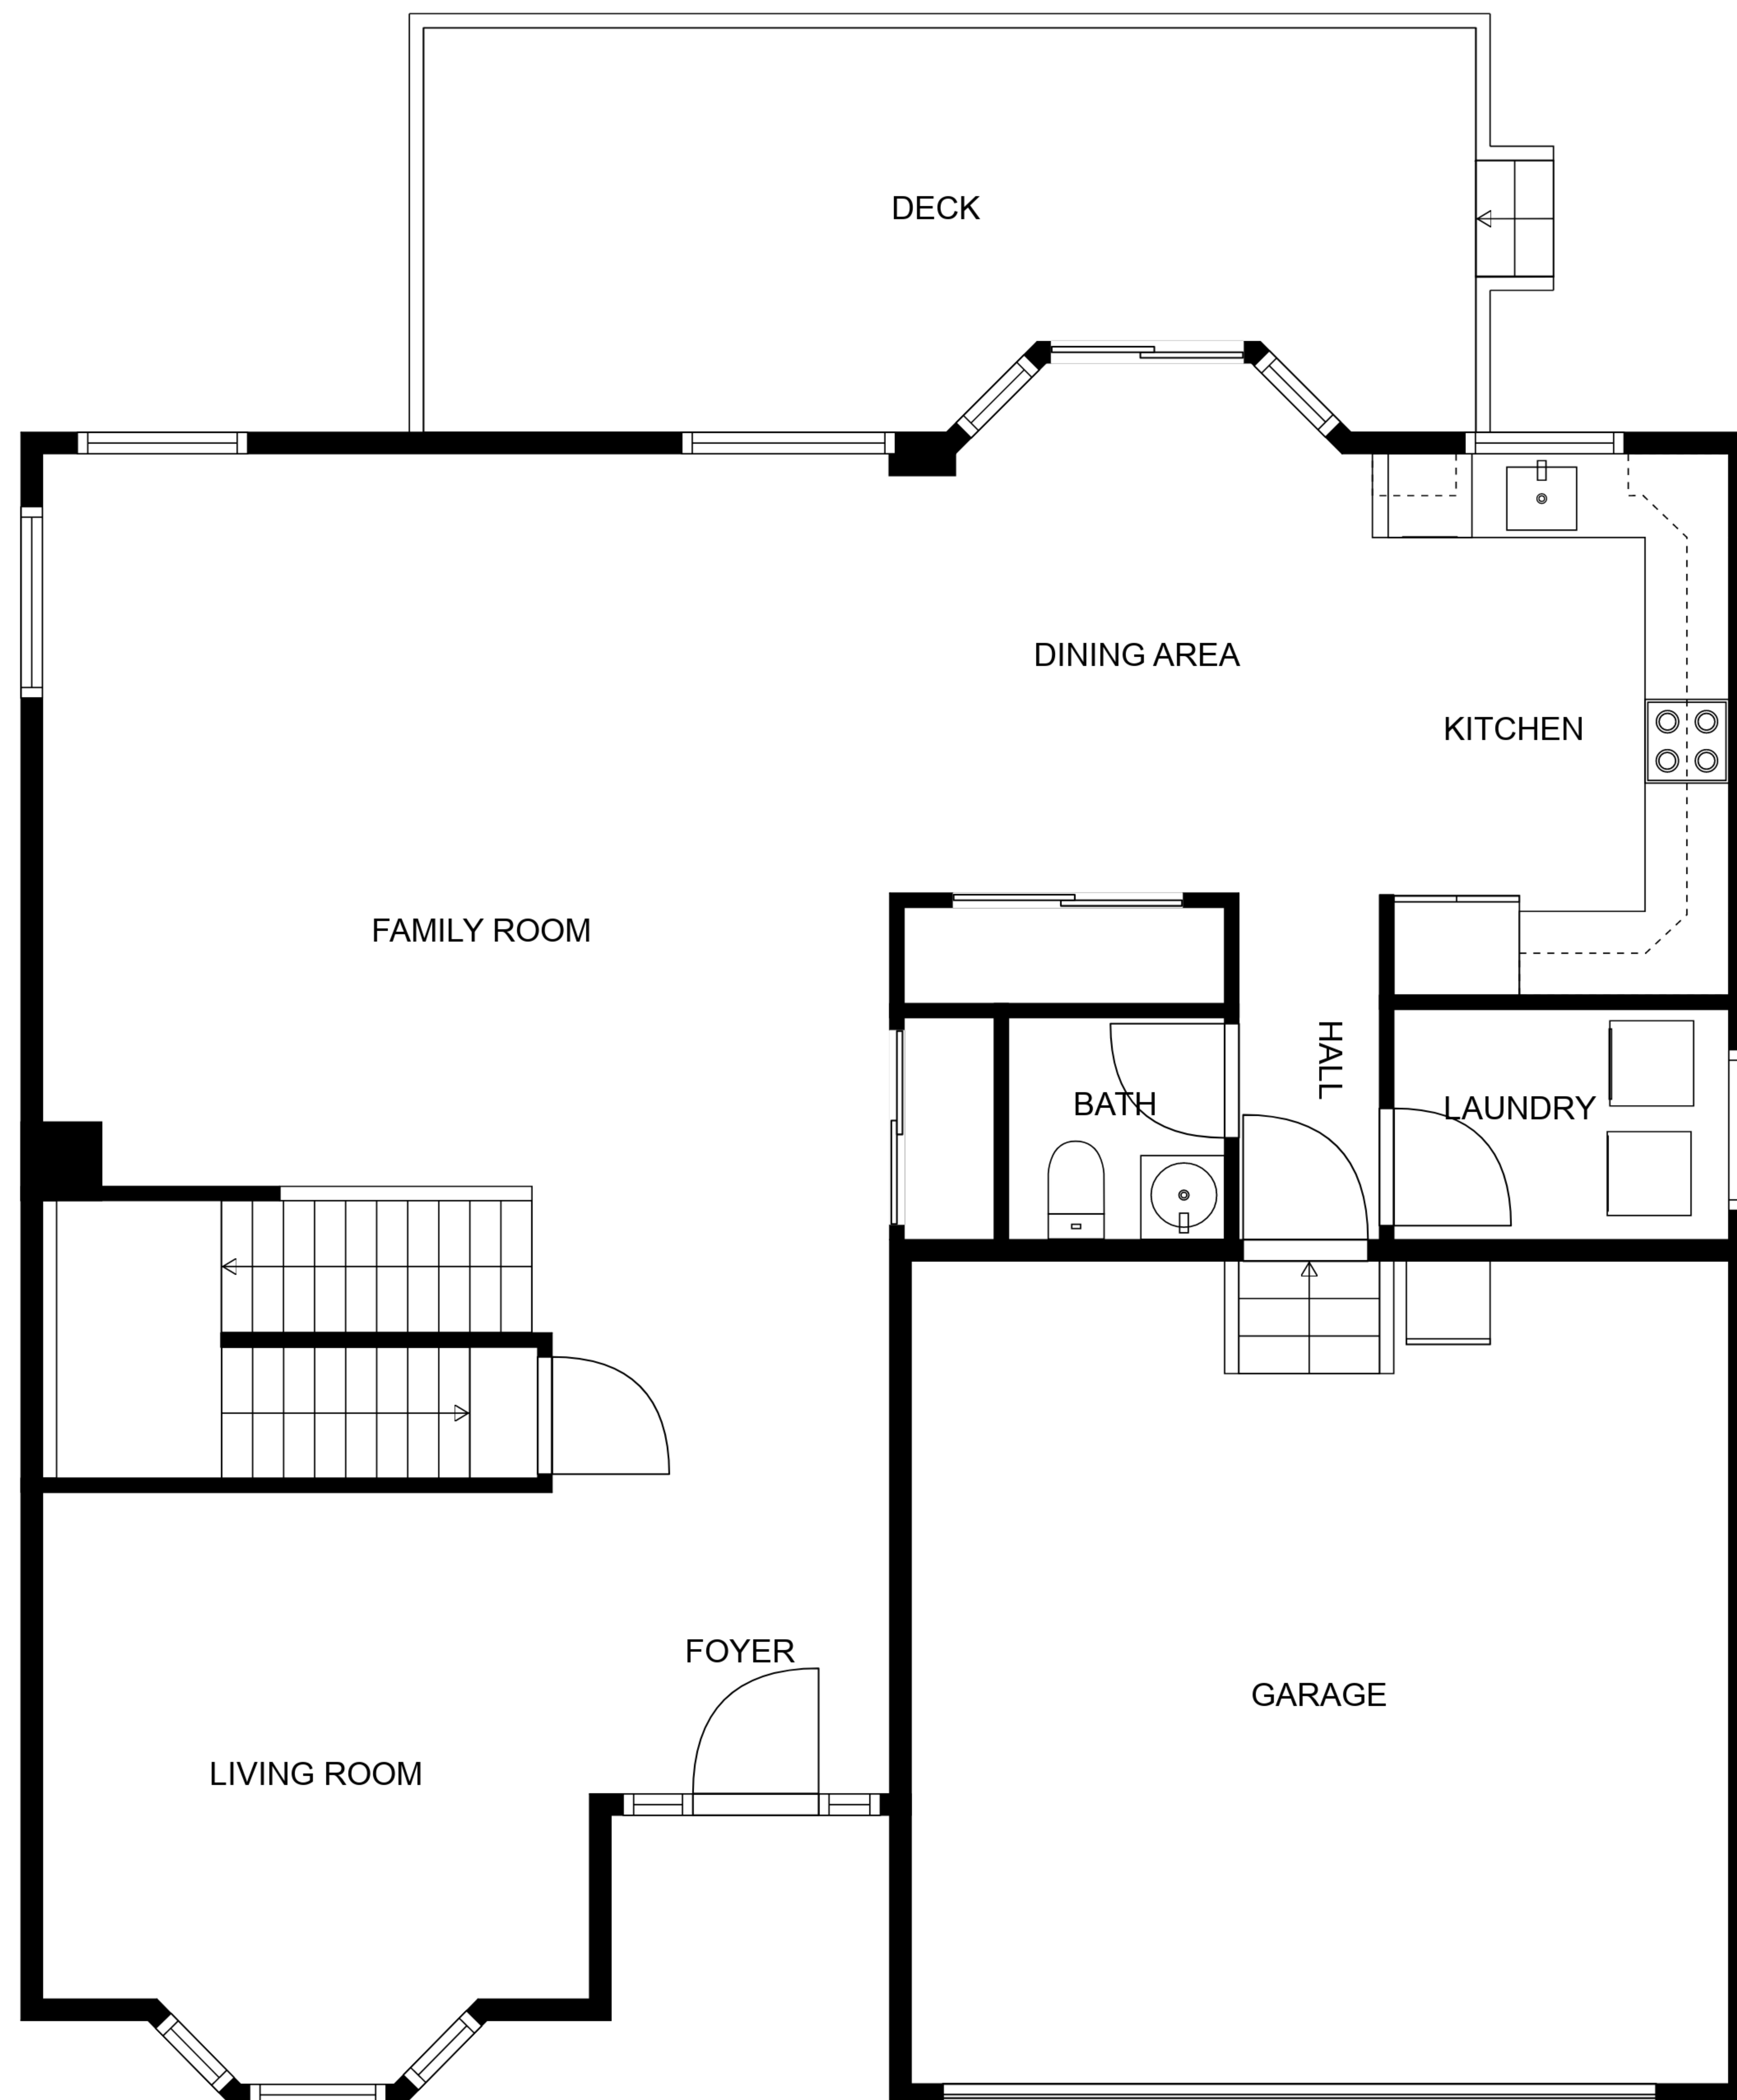 DECK
DINING AREA
KITCHEN
FAMILY ROOM
HALL
BATH
LAUNDRY
FOYER
GARAGE
LIVING ROOM